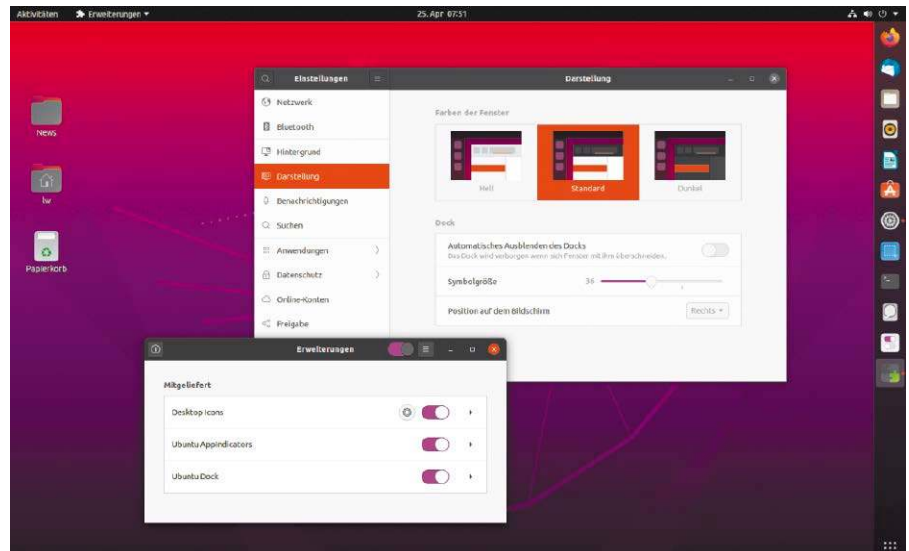 Aktivitäten
Erweiterungen
25. Apr 07:51
Einstellungen
Darstellung
Netzwerk
Bluetooth
Hintergrund
Darstellung
Benachrichtigungen
Suchen
Anwendungen
Datenschutz
Online-Konten
Freigabe
Farben der Fenster
Hell
Standard
Dunkel
Dock
Automatisches Ausblenden des Docks
Das Dock wird verborgen wenn sich Fenster mit ihm überschneiden.
Symbolgröße
36
Position auf dem Bildschirm
Rechts
News
lw
Papierkorb
Erweiterungen
Mitgeliefert
Desktop Icons
Ubuntu AppIndicators
Ubuntu Dock